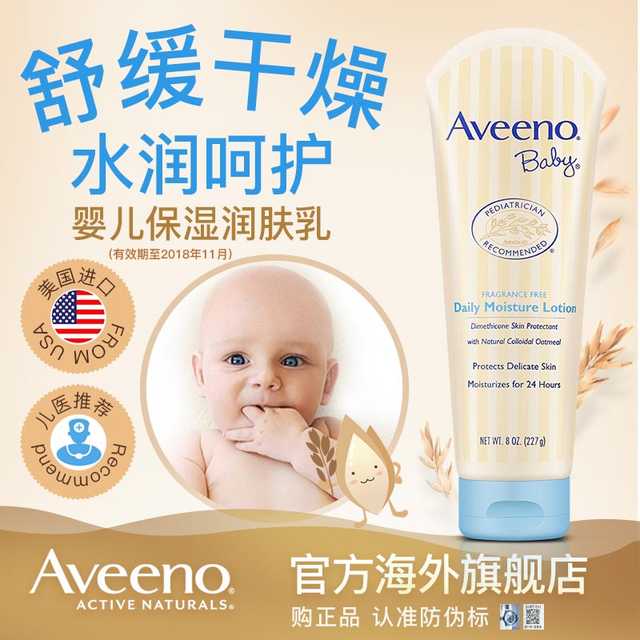 舒缓干燥
水润呵护
婴儿保湿润肤乳
(有效期至2018年11月)
美国进口
FROM USA
儿医推荐
Recommend
Aveeno®
Baby®
PEDIATRICIAN
RECOMMENDED
FRAGRANCE FREE
Daily Moisture Lotion
Dimethicone Skin Protectant
with Natural Colloidal Oatmeal
Protects Delicate Skin
Moisturizes for 24 Hours
NET WT. 8 OZ. (227g)
Aveeno®
ACTIVE NATURALS®
官方海外旗舰店
购正品 认准防伪标